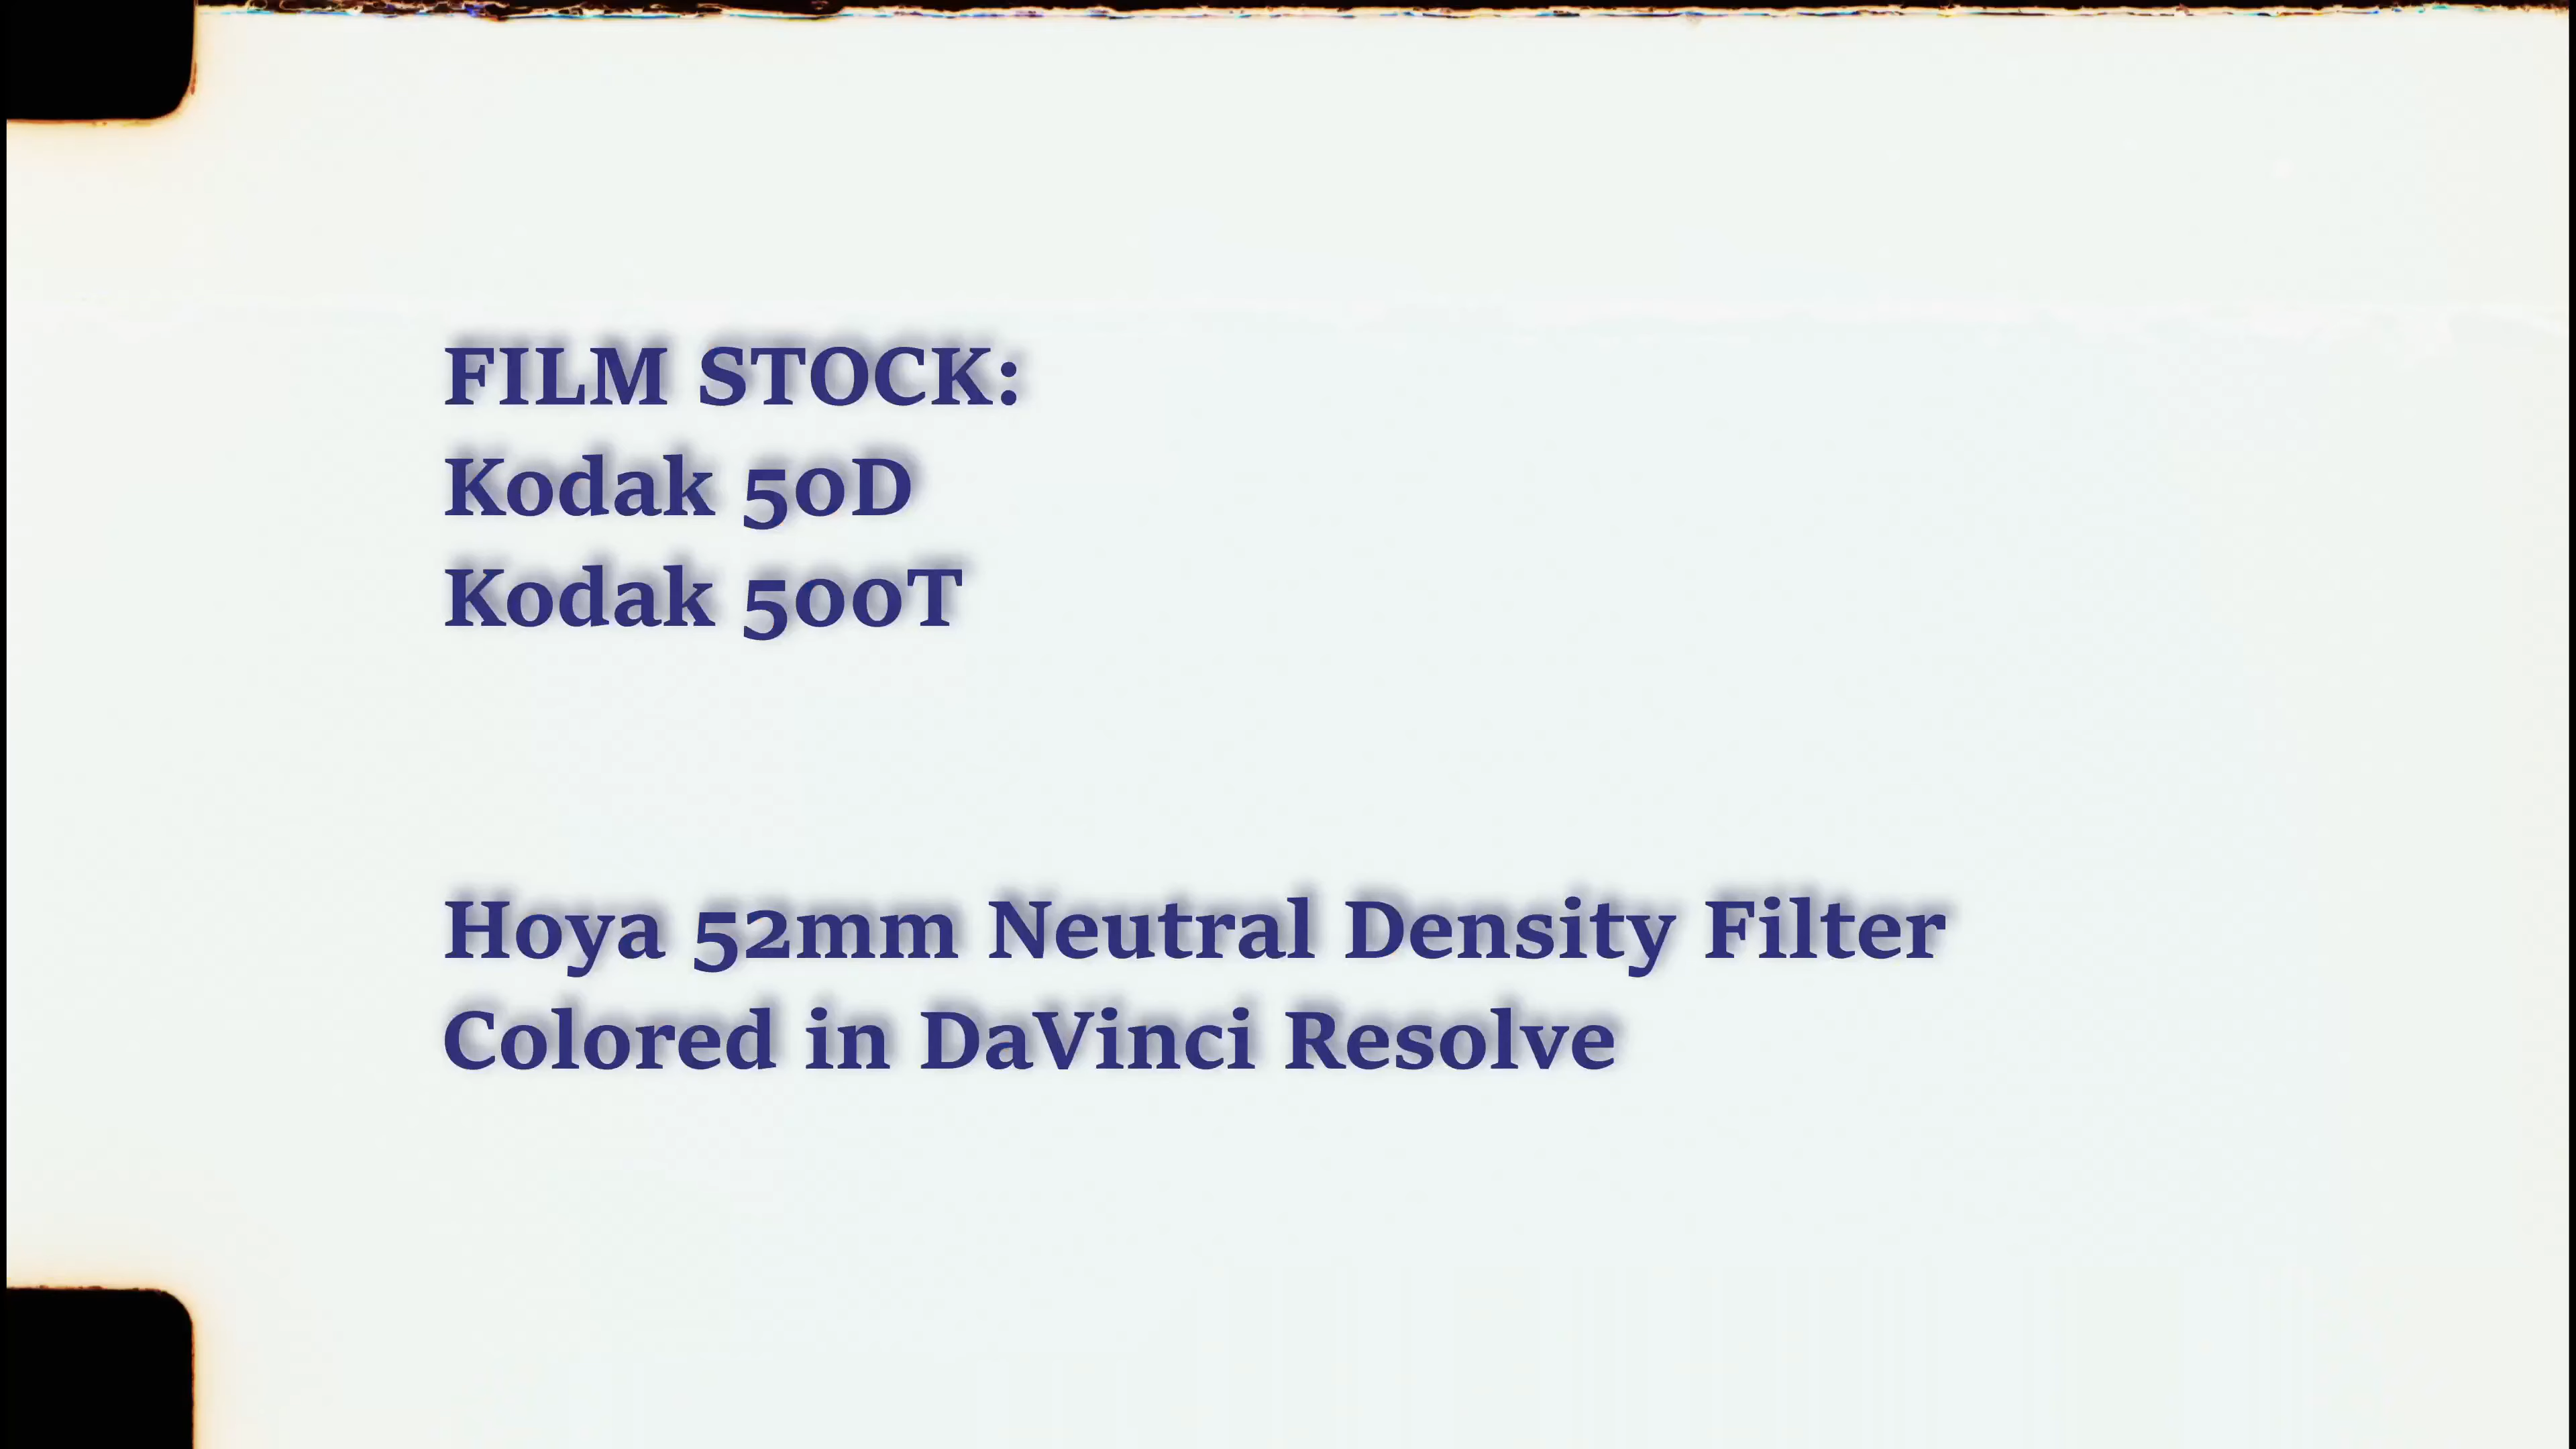 FILM STOCK:
Kodak 50D
Kodak 500T
Hoya 52mm Neutral Density Filter
Colored in DaVinci Resolve